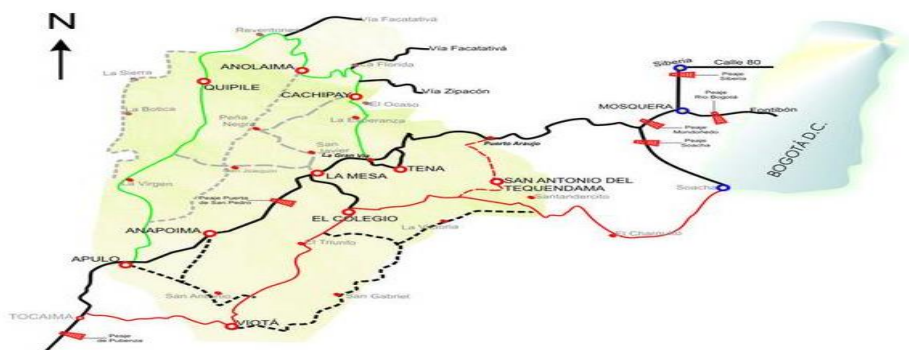 N
Reventones
Vía Facatativá
Vía Facatativá
La Florida
ANOLAIMA
La Sierra
QUIPILE
CACHIPAY
Vía Zipacón
El Ocaso
La Botica
Peña
Negra
La Esperanza
San
Javier
La Gran Vía
Puerto Araujo
TENA
LA MESA
La Virgen
Peaje Puerta
de San Pedro
SAN ANTONIO DEL
TEQUENDAMA
Santandercito
EL COLEGIO
ANAPOIMA
La Victoria
El Triunfo
El Charquito
APULO
San Antonio
San Gabriel
TOCAIMA
VIOTÁ
Peaje
de Pubenza
Siberia
Calle 80
Peaje
Siberia
Peaje
Río Bogotá
MOSQUERA
Fontibón
Peaje
Mondoñedo
Peaje
Soacha
Soacha
BOGOTÁ D.C.